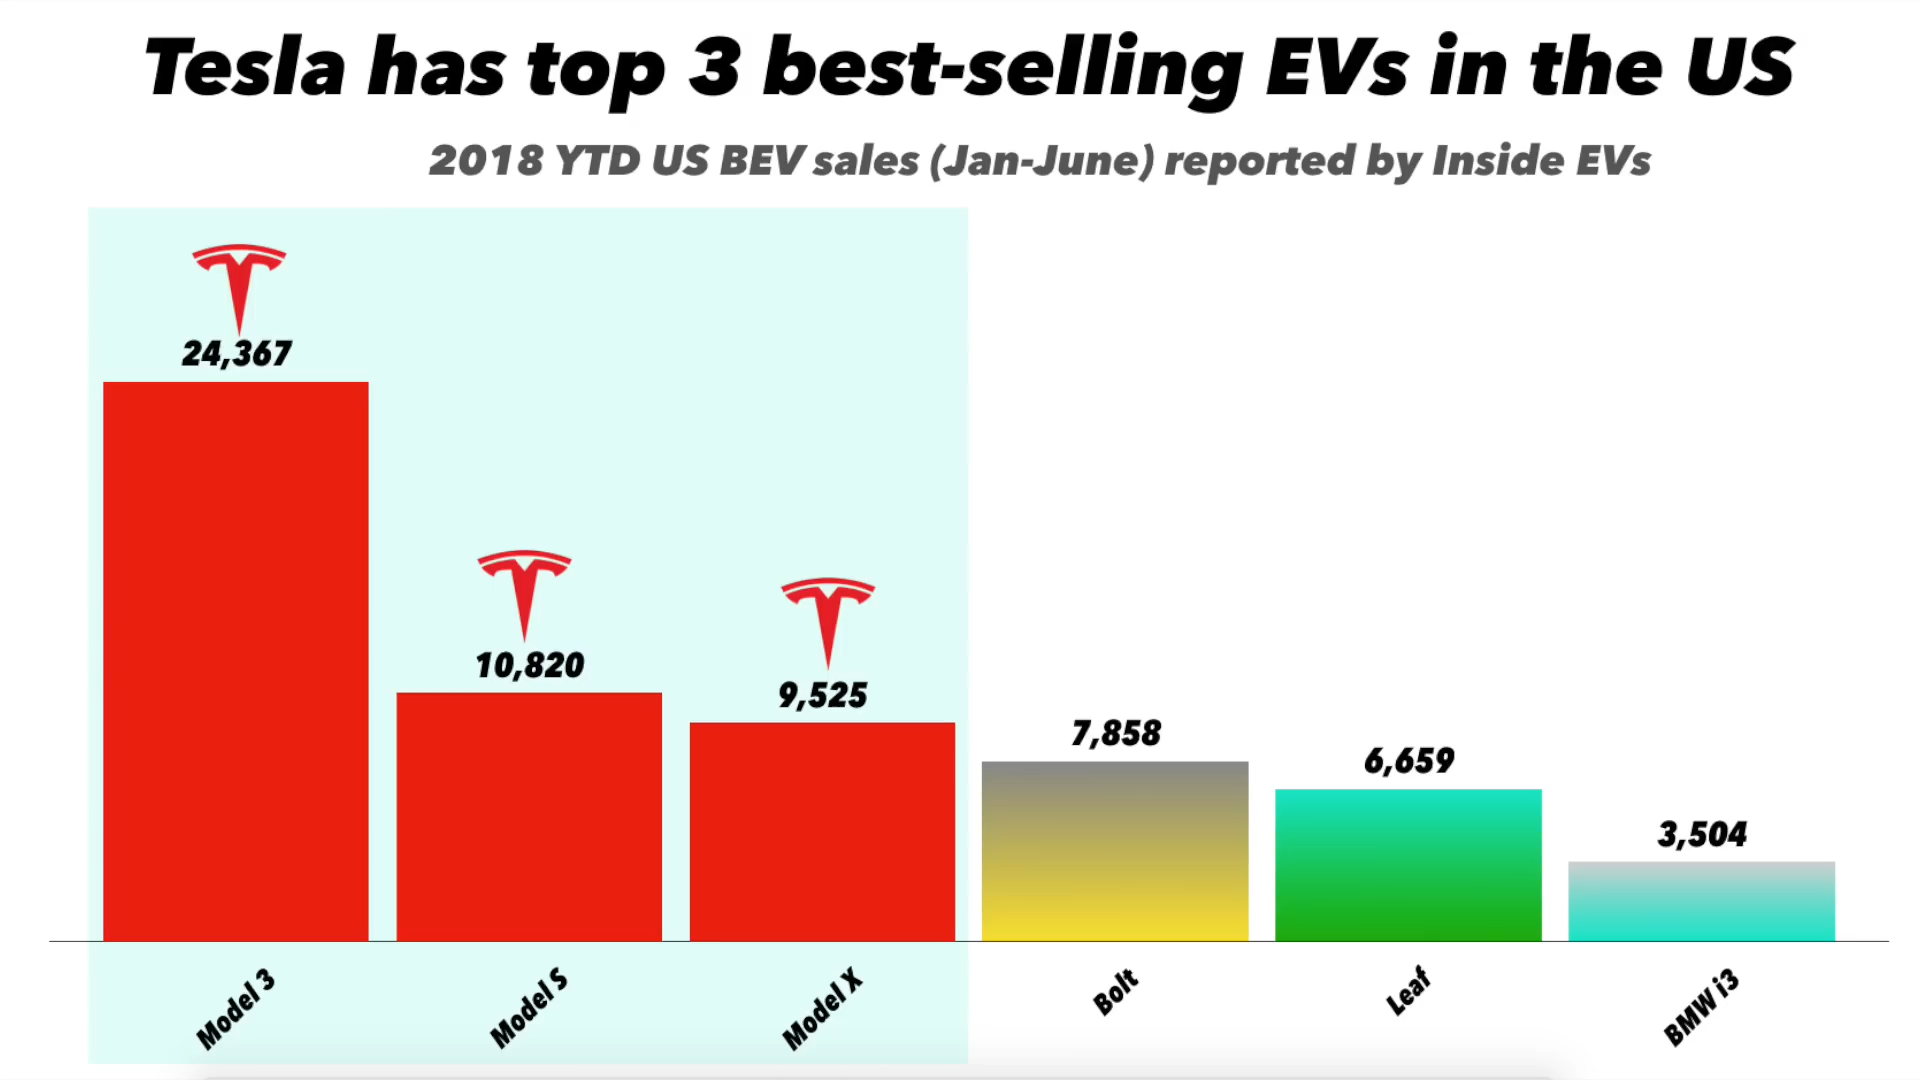 Tesla has top 3 best-selling EVs in the US
2018 YTD US BEV sales (Jan-June) reported by Inside EVs
24,367
10,820
9,525
7,858
6,659
3,504
Model 3
Model S
Model X
Bolt
Leaf
BMW i3